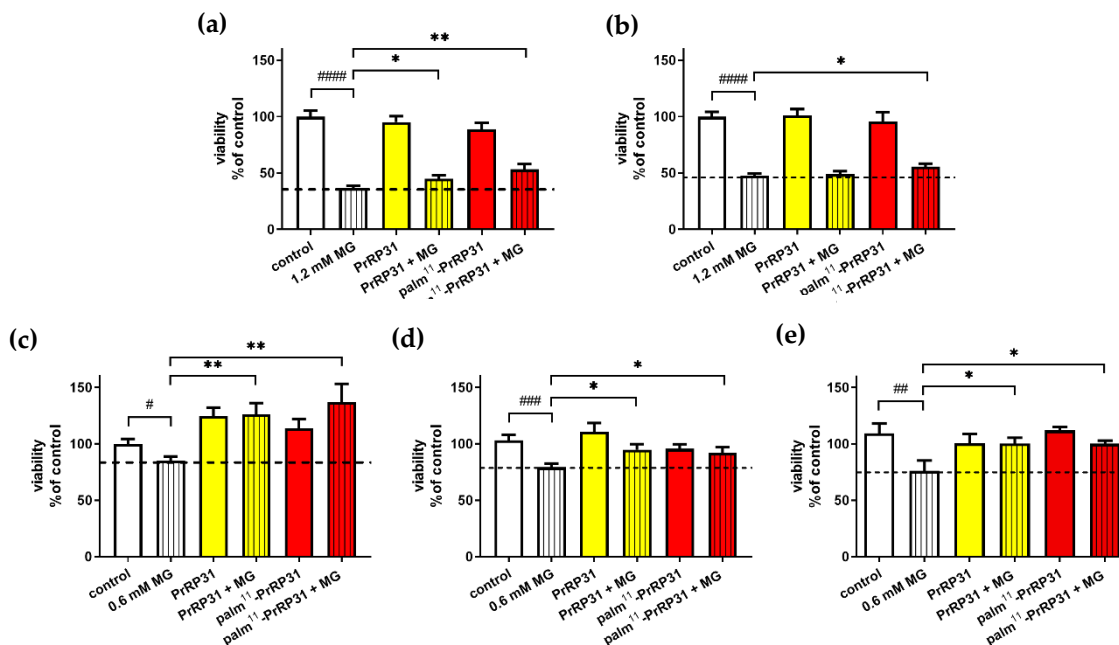 (a)
**
*
####
150
100
50
0
viability
% of control
control
1.2 mM MG
PrRP31
PrRP31 + MG
palm¹¹-PrRP31
¹¹-PrRP31 + MG
(b)
*
####
150
100
50
0
viability
% of control
control
1.2 mM MG
PrRP31
PrRP31 + MG
palm¹¹-PrRP31
¹¹-PrRP31 + MG
(c)
**
**
#
150
100
50
0
viability
% of control
control
0.6 mM MG
PrRP31
PrRP31 + MG
palm¹¹-PrRP31
palm¹¹-PrRP31 + MG
(d)
*
*
###
150
100
50
0
viability
% of control
control
0.6 mM MG
PrRP31
PrRP31 + MG
palm¹¹-PrRP31
palm¹¹-PrRP31 + MG
(e)
*
*
##
150
100
50
0
viability
% of control
control
0.6 mM MG
PrRP31
PrRP31 + MG
palm¹¹-PrRP31
palm¹¹-PrRP31 + MG